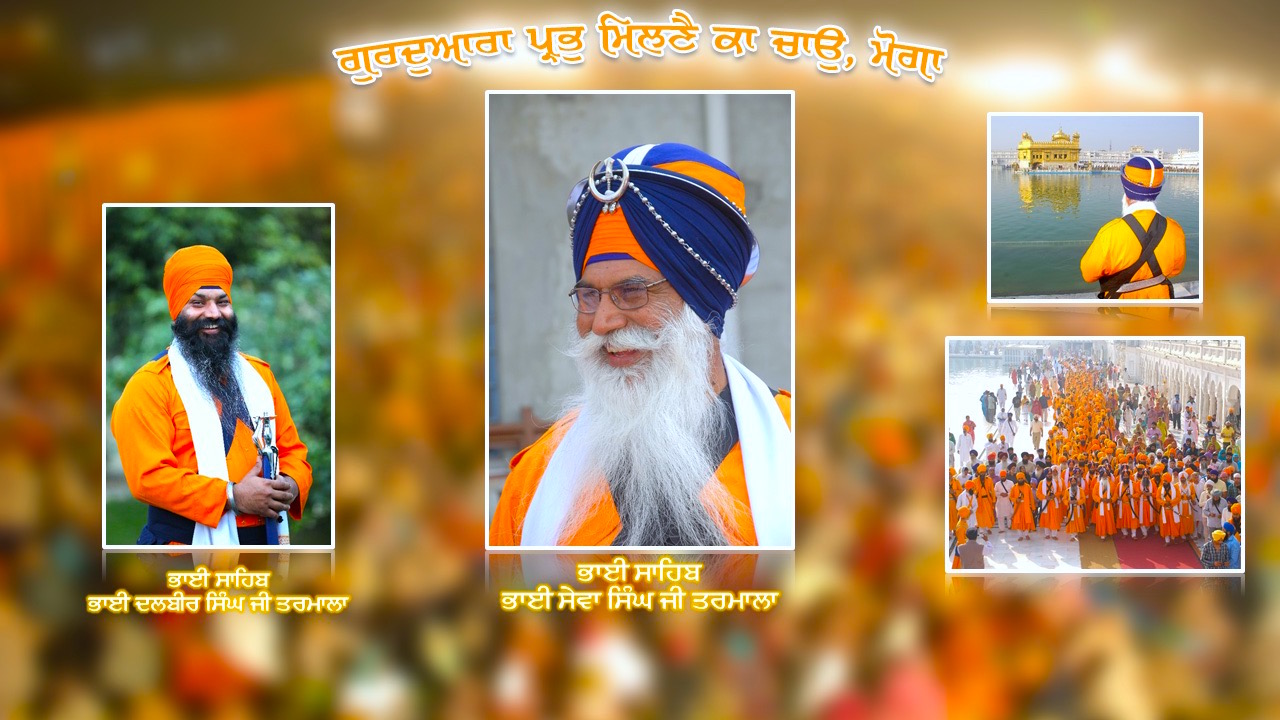 ਗੁਰਦੁਆਰਾ ਪ੍ਰਭੁ ਮਿਲਣੈ ਕਾ ਚਾਉ, ਮੋਗਾ
ਭਾਈ ਸਾਹਿਬ
ਭਾਈ ਦਲਬੀਰ ਸਿੰਘ ਜੀ ਤਰਮਾਲਾ
ਭਾਈ ਸਾਹਿਬ
ਭਾਈ ਸੇਵਾ ਸਿੰਘ ਜੀ ਤਰਮਾਲਾ